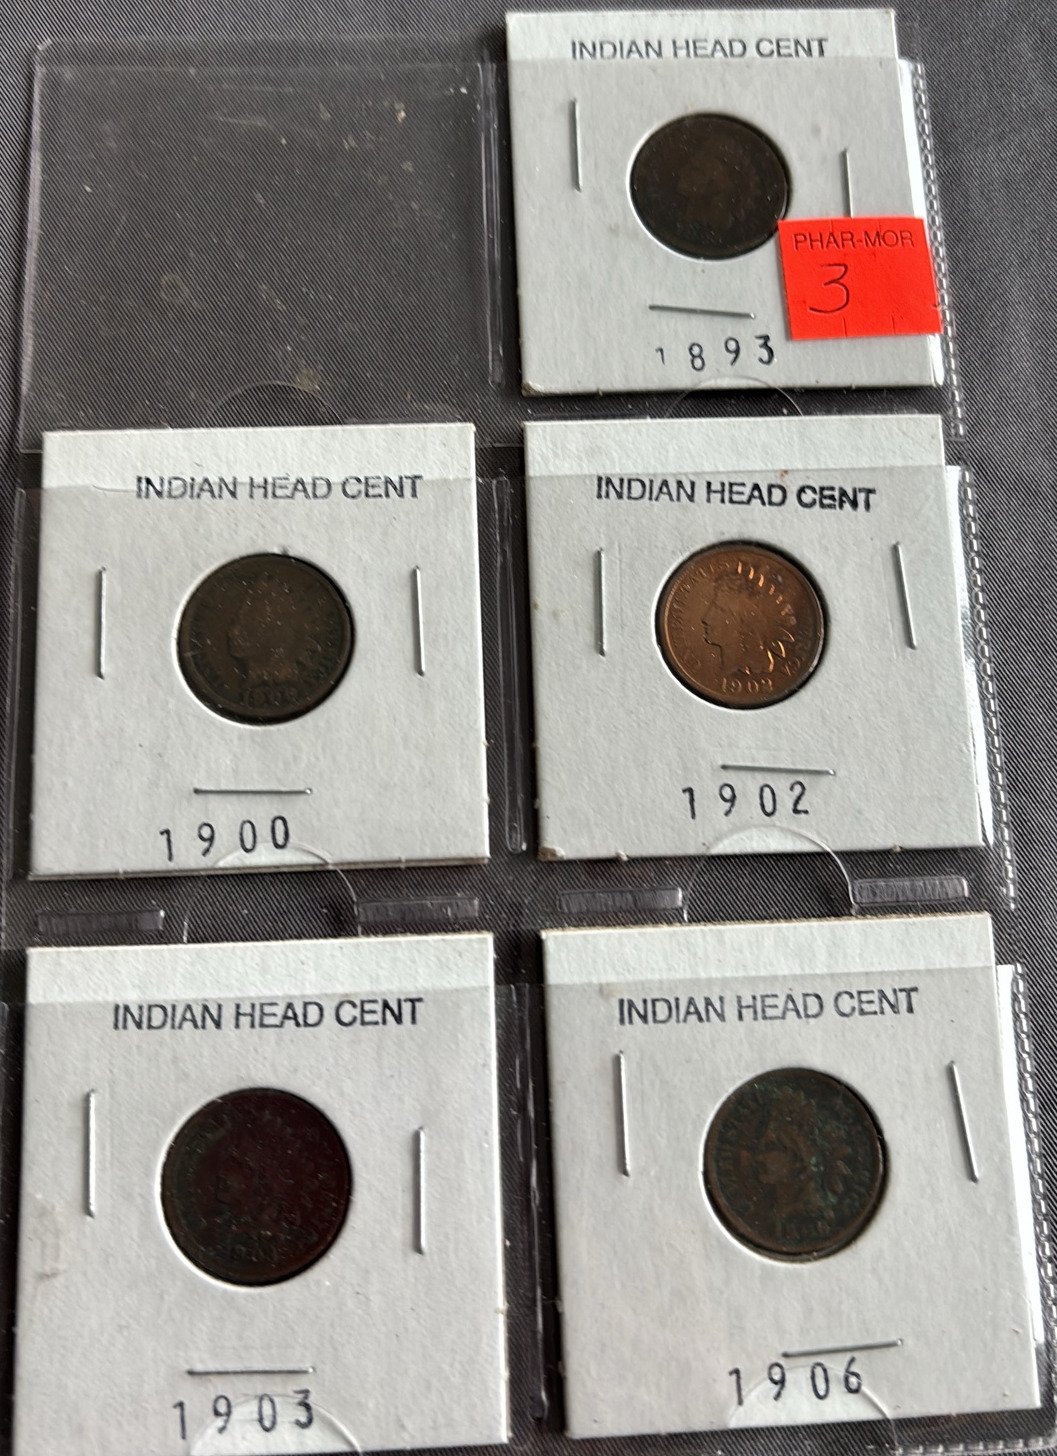 INDIAN HEAD CENT
PHAR-MOR
3
1893
INDIAN HEAD CENT
1900
INDIAN HEAD CENT
1902
1902
INDIAN HEAD CENT
1903
INDIAN HEAD CENT
1906